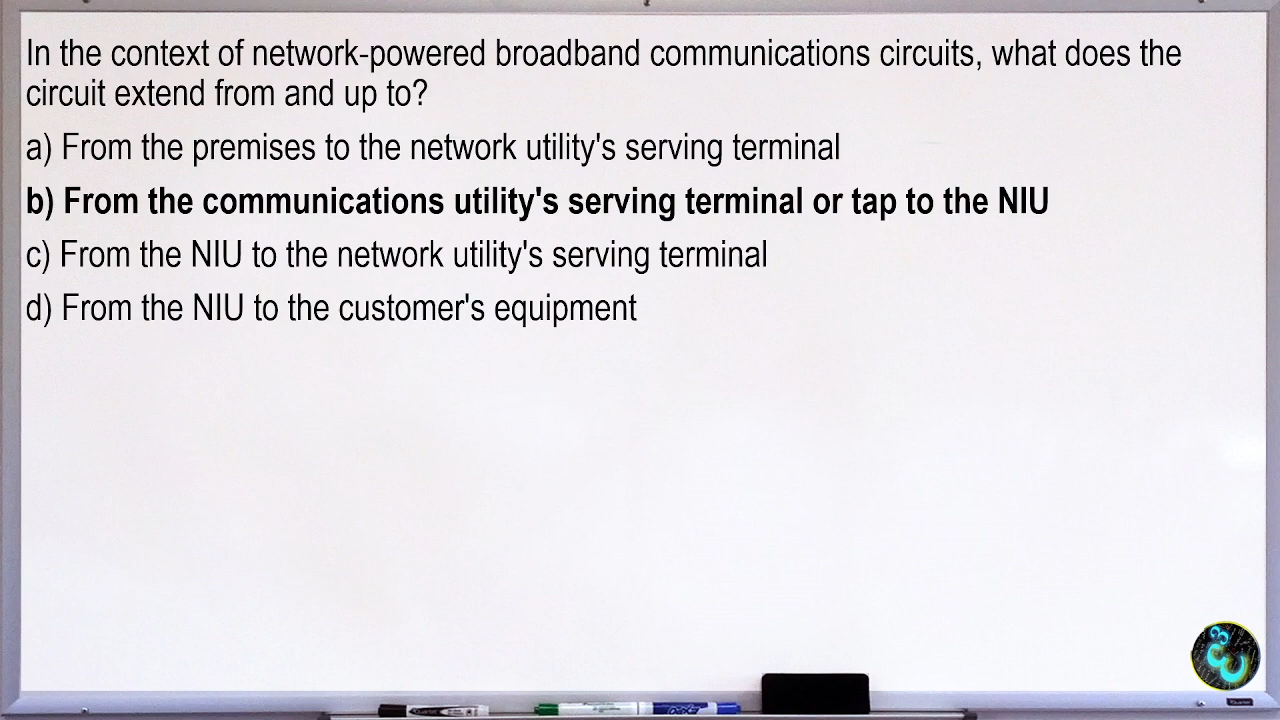 In the context of network-powered broadband communications circuits, what does the
circuit extend from and up to?
a) From the premises to the network utility's serving terminal
b) From the communications utility's serving terminal or tap to the NIU
c) From the NIU to the network utility's serving terminal
d) From the NIU to the customer's equipment